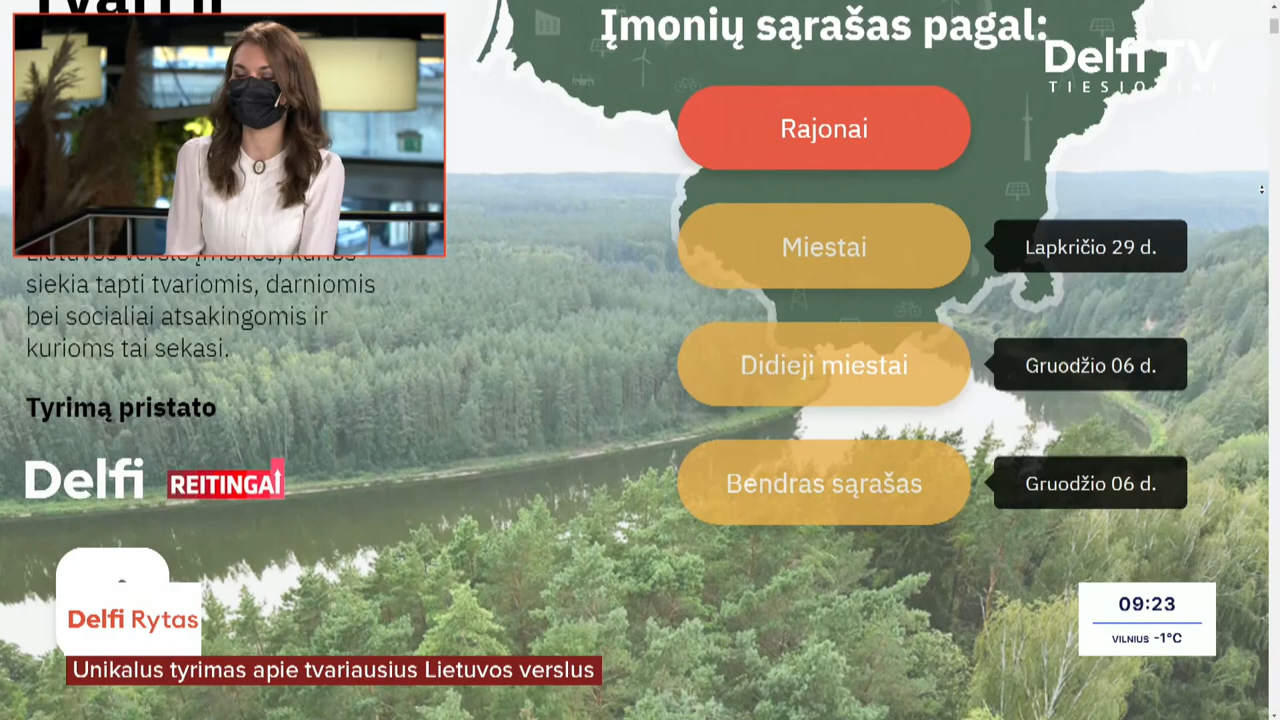 Įmonių sąrašas pagal:
Delfi TV
TIESIOGIAI
Rajonai
Miestai
Lapkričio 29 d.
siekia tapti tvariomis, darniomis
bei socialiai atsakingomis ir
kurioms tai sekasi.
Didieji miestai
Gruodžio 06 d.
Tyrimą pristato
Delfi REITINGAI
Bendras sąrašas
Gruodžio 06 d.
Delfi Rytas
09:23
VILNIUS -1°C
Unikalus tyrimas apie tvariausius Lietuvos verslus